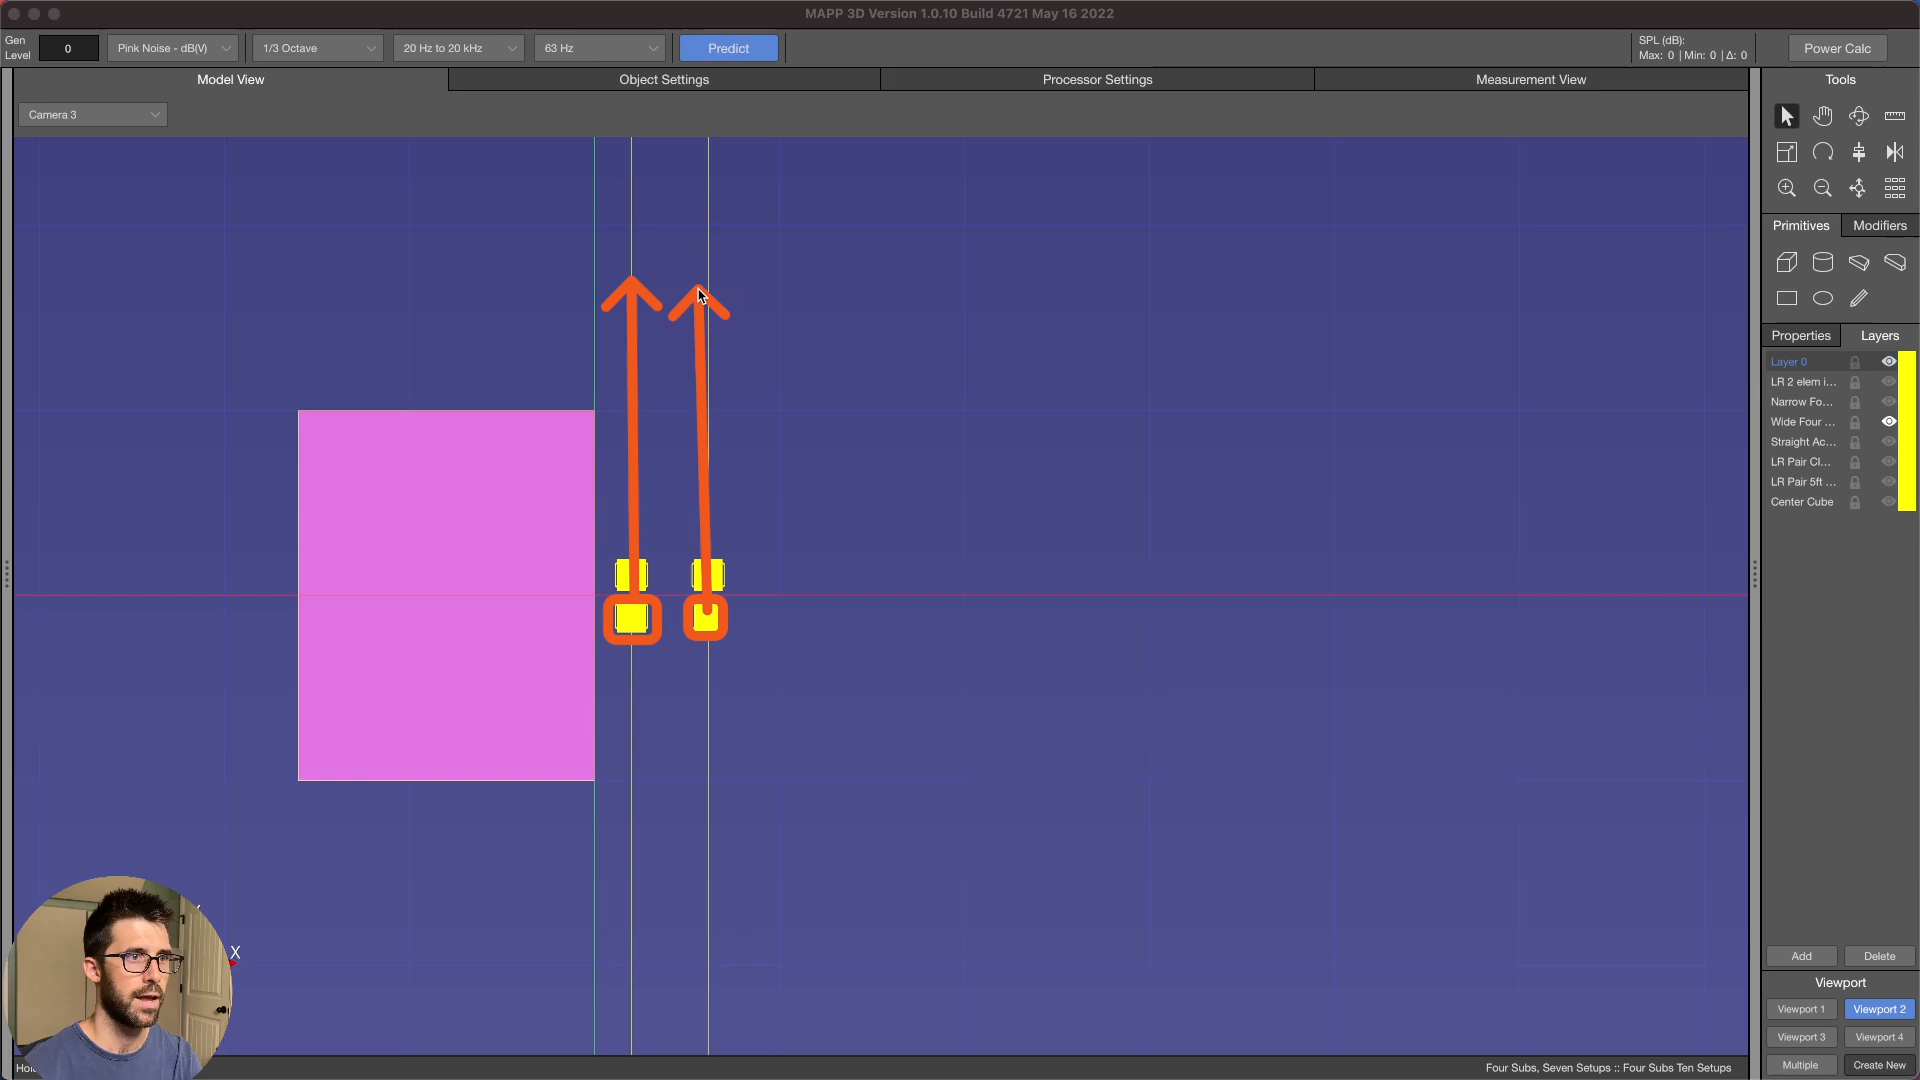 MAPP 3D Version 1.0.10 Build 4721 May 16 2022
Gen
Level
0
Pink Noise - dB(V)
1/3 Octave
20 Hz to 20 kHz
63 Hz
Predict
SPL (dB):
Max: 0 | Min: 0 | Δ: 0
Power Calc
Model View
Object Settings
Processor Settings
Measurement View
Tools
Camera 3
Primitives
Modifiers
Properties
Layers
Layer 0
LR 2 elem i...
Narrow Fo...
Wide Four ...
Straight Ac...
LR Pair Cl...
LR Pair 5ft ...
Center Cube
X
Add
Delete
Viewport
Viewport 1
Viewport 2
Viewport 3
Viewport 4
Multiple
Create New
Four Subs, Seven Setups :: Four Subs Ten Setups